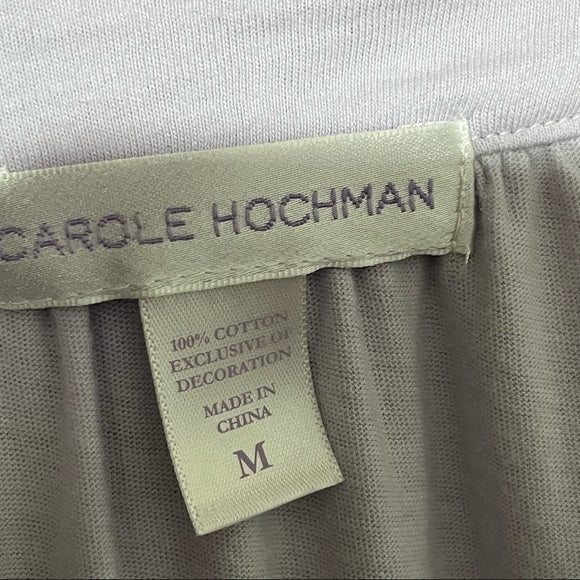 CAROLE HOCHMAN
100% COTTON
EXCLUSIVE OF
DECORATION
MADE IN
CHINA
M